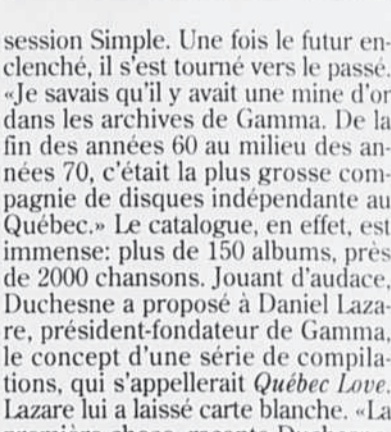 session Simple. Une fois le futur en-
clenché, il s'est tourné vers le passé.
«Je savais qu'il y avait une mine d'or
dans les archives de Gamma. De la
fin des années 60 au milieu des an-
nées 70, c'était la plus grosse com-
pagnie de disques indépendante au
Québec.» Le catalogue, en effet, est
immense: plus de 150 albums, près
de 2000 chansons. Jouant d'audace,
Duchesne a proposé à Daniel Laza-
re, président-fondateur de Gamma,
le concept d'une série de compila-
tions, qui s'appellerait Québec Love.
Lazare lui a laissé carte blanche. «La